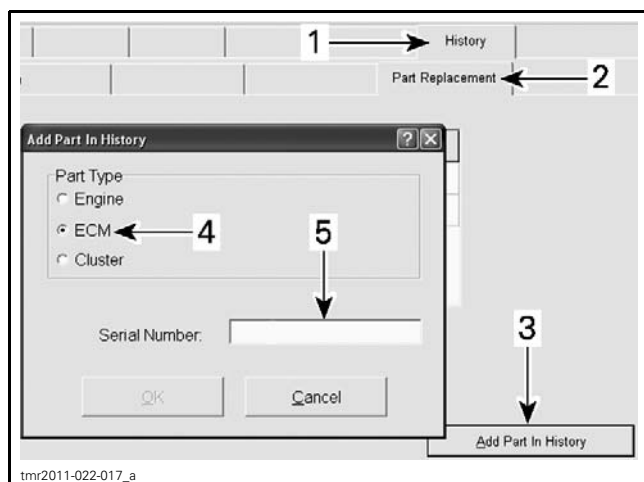 1
History
Part Replacement
2
Add Part In History
Part Type
Engine
ECM
4
5
Cluster
Serial Number:
3
OK
Cancel
Add Part In History
tmr2011-022-017_a